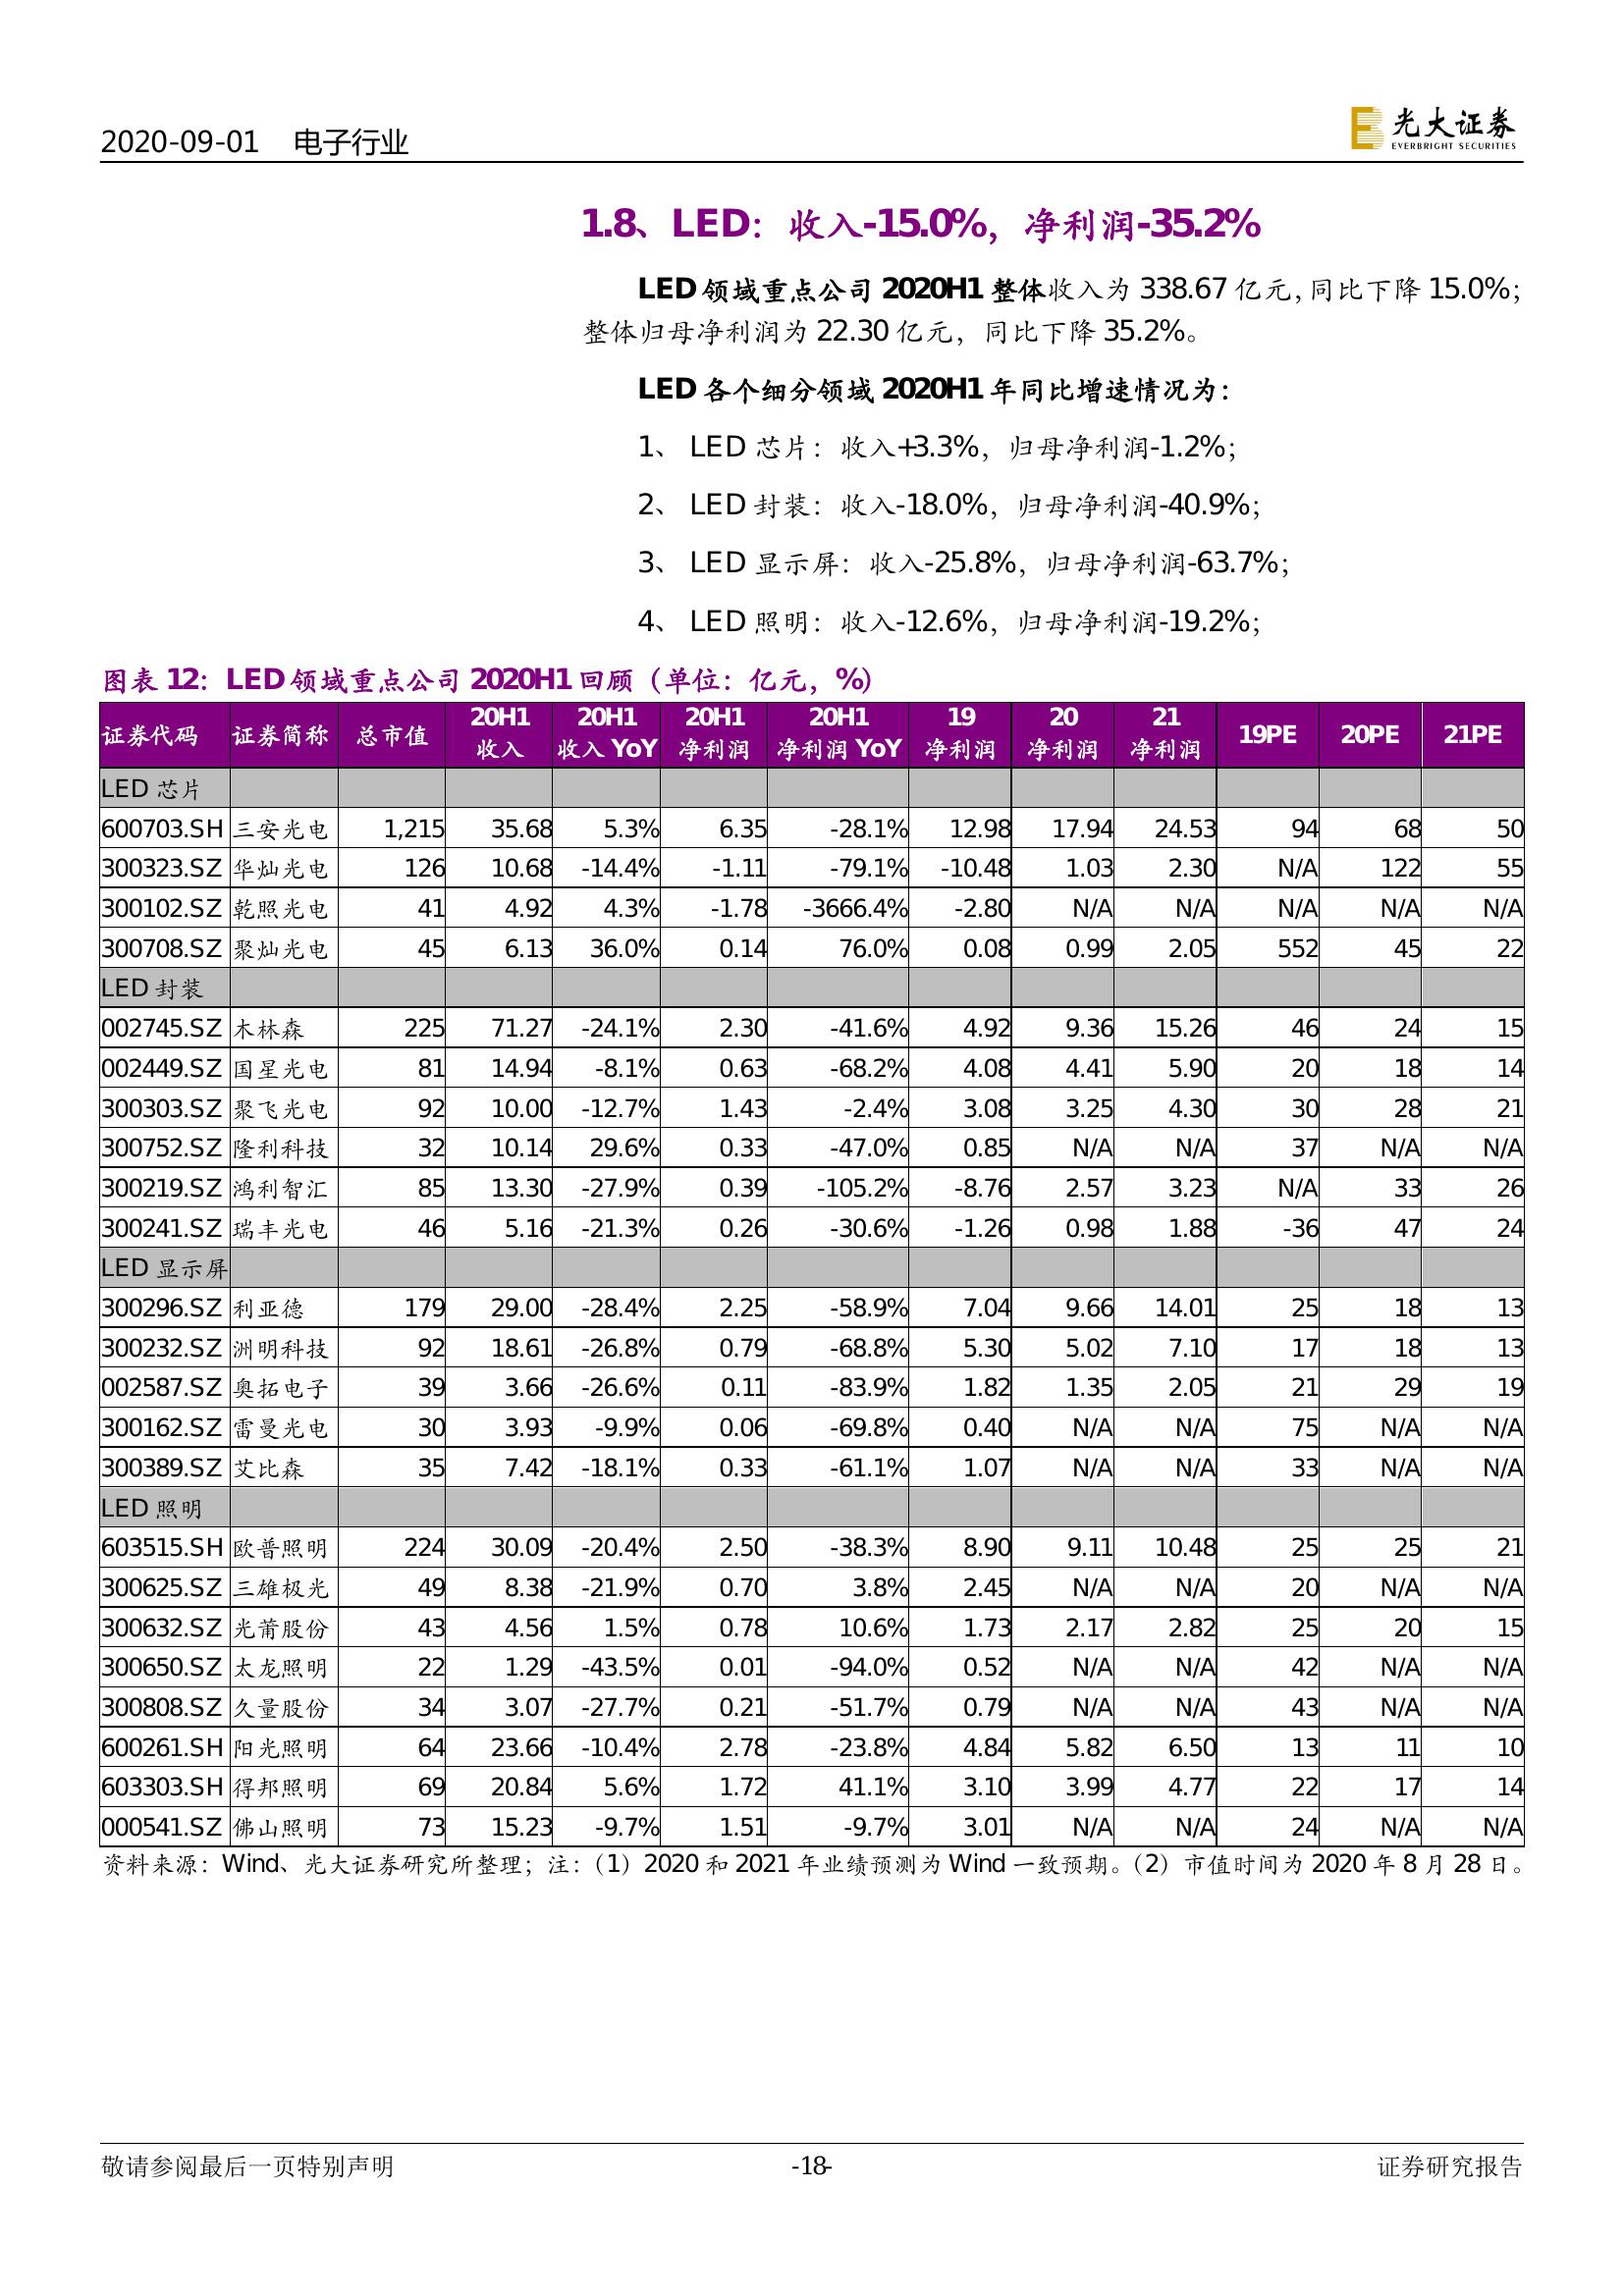 2020-09-01 电子行业
光大证券
EVERBRIGHT SECURITIES
1.8、LED：收入-15.0%，净利润-35.2%
LED 领域重点公司 2020H1 整体收入为 338.67 亿元，同比下降 15.0%；
整体归母净利润为 22.30 亿元，同比下降 35.2%。
LED 各个细分领域 2020H1 年同比增速情况为：
1、 LED 芯片：收入+3.3%，归母净利润-1.2%；
2、 LED 封装：收入-18.0%，归母净利润-40.9%；
3、 LED 显示屏：收入-25.8%，归母净利润-63.7%；
4、 LED 照明：收入-12.6%，归母净利润-19.2%；
图表 12：LED 领域重点公司 2020H1 回顾（单位：亿元，%）
证券代码 证券简称 总市值 20H1 收入 20H1 收入 YoY 20H1 净利润 20H1 净利润 YoY 19 净利润 20 净利润 21 净利润 19PE 20PE 21PE
LED 芯片
600703.SH 三安光电 1,215 35.68 5.3% 6.35 -28.1% 12.98 17.94 24.53 94 68 50
300323.SZ 华灿光电 126 10.68 -14.4% -1.11 -79.1% -10.48 1.03 2.30 N/A 122 55
300102.SZ 乾照光电 41 4.92 4.3% -1.78 -3666.4% -2.80 N/A N/A N/A N/A N/A
300708.SZ 聚灿光电 45 6.13 36.0% 0.14 76.0% 0.08 0.99 2.05 552 45 22
LED 封装
002745.SZ 木林森 225 71.27 -24.1% 2.30 -41.6% 4.92 9.36 15.26 46 24 15
002449.SZ 国星光电 81 14.94 -8.1% 0.63 -68.2% 4.08 4.41 5.90 20 18 14
300303.SZ 聚飞光电 92 10.00 -12.7% 1.43 -2.4% 3.08 3.25 4.30 30 28 21
300752.SZ 隆利科技 32 10.14 29.6% 0.33 -47.0% 0.85 N/A N/A 37 N/A N/A
300219.SZ 鸿利智汇 85 13.30 -27.9% 0.39 -105.2% -8.76 2.57 3.23 N/A 33 26
300241.SZ 瑞丰光电 46 5.16 -21.3% 0.26 -30.6% -1.26 0.98 1.88 -36 47 24
LED 显示屏
300296.SZ 利亚德 179 29.00 -28.4% 2.25 -58.9% 7.04 9.66 14.01 25 18 13
300232.SZ 洲明科技 92 18.61 -26.8% 0.79 -68.8% 5.30 5.02 7.10 17 18 13
002587.SZ 奥拓电子 39 3.66 -26.6% 0.11 -83.9% 1.82 1.35 2.05 21 29 19
300162.SZ 雷曼光电 30 3.93 -9.9% 0.06 -69.8% 0.40 N/A N/A 75 N/A N/A
300389.SZ 艾比森 35 7.42 -18.1% 0.33 -61.1% 1.07 N/A N/A 33 N/A N/A
LED 照明
603515.SH 欧普照明 224 30.09 -20.4% 2.50 -38.3% 8.90 9.11 10.48 25 25 21
300625.SZ 三雄极光 49 8.38 -21.9% 0.70 3.8% 2.45 N/A N/A 20 N/A N/A
300632.SZ 光莆股份 43 4.56 1.5% 0.78 10.6% 1.73 2.17 2.82 25 20 15
300650.SZ 太龙照明 22 1.29 -43.5% 0.01 -94.0% 0.52 N/A N/A 42 N/A N/A
300808.SZ 久量股份 34 3.07 -27.7% 0.21 -51.7% 0.79 N/A N/A 43 N/A N/A
600261.SH 阳光照明 64 23.66 -10.4% 2.78 -23.8% 4.84 5.82 6.50 13 11 10
603303.SH 得邦照明 69 20.84 5.6% 1.72 41.1% 3.10 3.99 4.77 22 17 14
000541.SZ 佛山照明 73 15.23 -9.7% 1.51 -9.7% 3.01 N/A N/A 24 N/A N/A
资料来源：Wind、光大证券研究所整理；注：（1）2020 和 2021 年业绩预测为 Wind 一致预期。（2）市值时间为 2020 年 8 月 28 日。
敬请参阅最后一页特别声明 -18- 证券研究报告